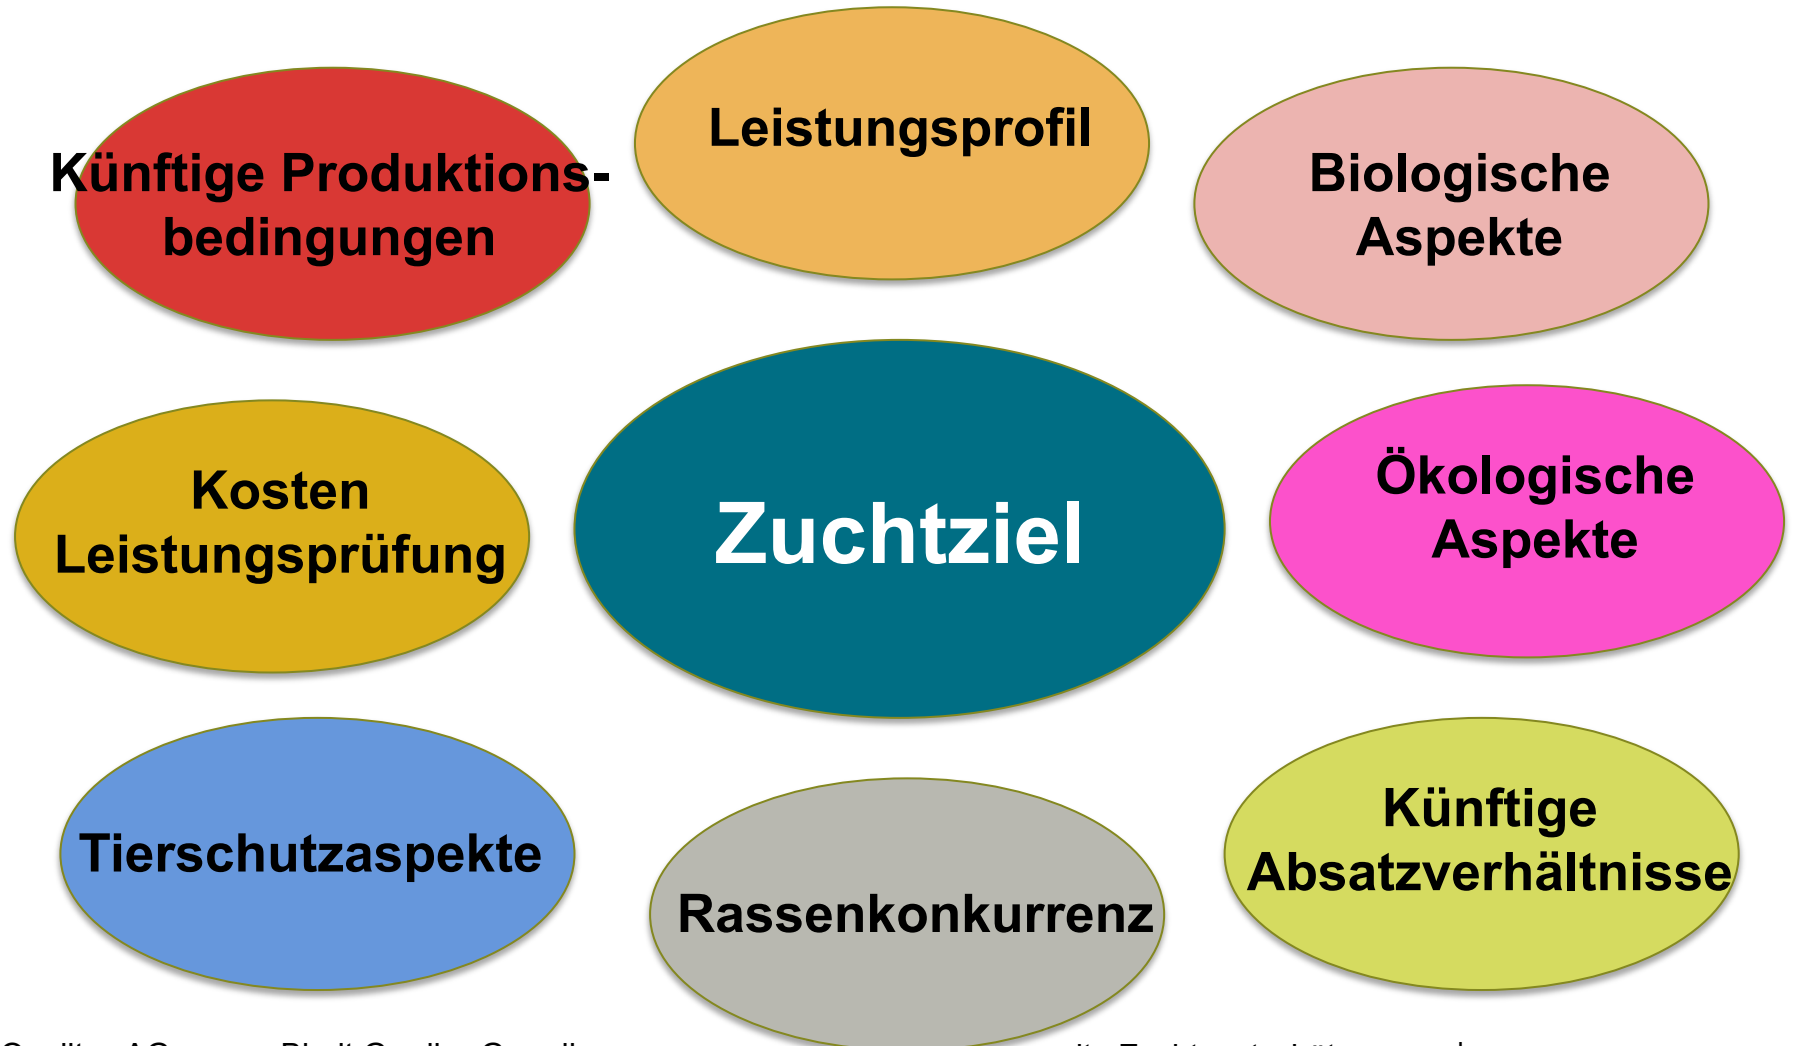 Leistungsprofil
Künftige Produktions-
bedingungen
Biologische
Aspekte
Kosten
Leistungsprüfung
Zuchtziel
Ökologische
Aspekte
Tierschutzaspekte
Rassenkonkurrenz
Künftige
Absatzverhältnisse